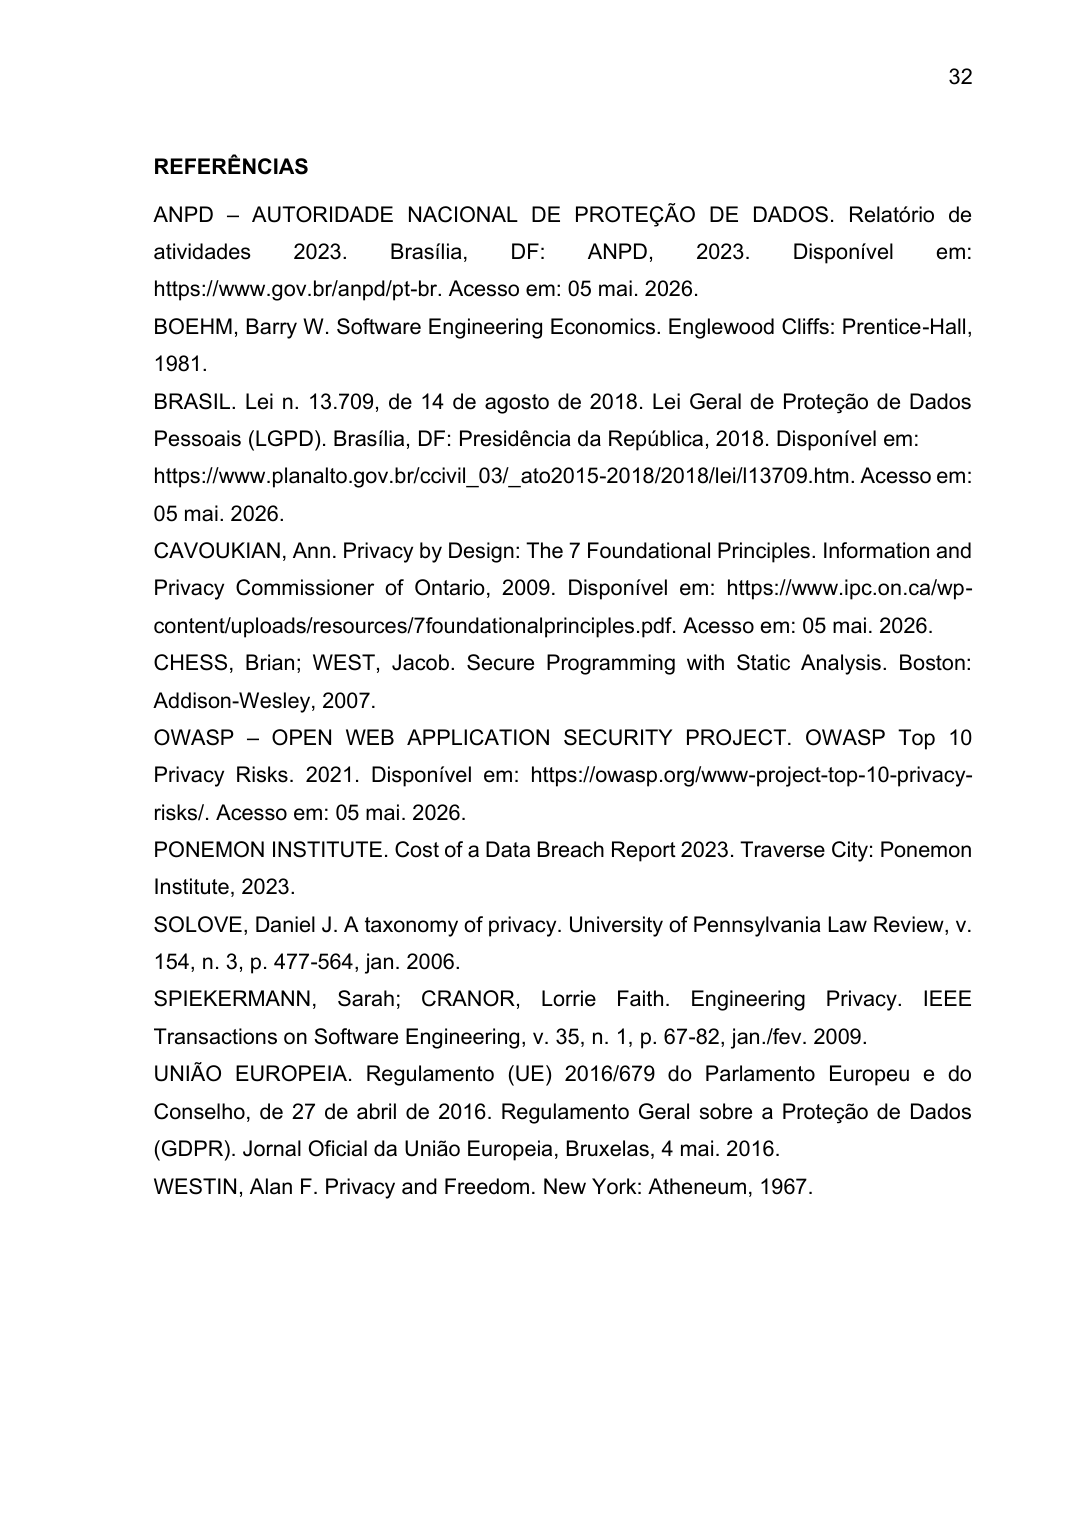 32
REFERÊNCIAS
ANPD – AUTORIDADE NACIONAL DE PROTEÇÃO DE DADOS. Relatório de
atividades 2023. Brasília, DF: ANPD, 2023. Disponível em:
https://www.gov.br/anpd/pt-br. Acesso em: 05 mai. 2026.
BOEHM, Barry W. Software Engineering Economics. Englewood Cliffs: Prentice-Hall,
1981.
BRASIL. Lei n. 13.709, de 14 de agosto de 2018. Lei Geral de Proteção de Dados
Pessoais (LGPD). Brasília, DF: Presidência da República, 2018. Disponível em:
https://www.planalto.gov.br/ccivil_03/_ato2015-2018/2018/lei/l13709.htm. Acesso em:
05 mai. 2026.
CAVOUKIAN, Ann. Privacy by Design: The 7 Foundational Principles. Information and
Privacy Commissioner of Ontario, 2009. Disponível em: https://www.ipc.on.ca/wp-
content/uploads/resources/7foundationalprinciples.pdf. Acesso em: 05 mai. 2026.
CHESS, Brian; WEST, Jacob. Secure Programming with Static Analysis. Boston:
Addison-Wesley, 2007.
OWASP – OPEN WEB APPLICATION SECURITY PROJECT. OWASP Top 10
Privacy Risks. 2021. Disponível em: https://owasp.org/www-project-top-10-privacy-
risks/. Acesso em: 05 mai. 2026.
PONEMON INSTITUTE. Cost of a Data Breach Report 2023. Traverse City: Ponemon
Institute, 2023.
SOLOVE, Daniel J. A taxonomy of privacy. University of Pennsylvania Law Review, v.
154, n. 3, p. 477-564, jan. 2006.
SPIEKERMANN, Sarah; CRANOR, Lorrie Faith. Engineering Privacy. IEEE
Transactions on Software Engineering, v. 35, n. 1, p. 67-82, jan./fev. 2009.
UNIÃO EUROPEIA. Regulamento (UE) 2016/679 do Parlamento Europeu e do
Conselho, de 27 de abril de 2016. Regulamento Geral sobre a Proteção de Dados
(GDPR). Jornal Oficial da União Europeia, Bruxelas, 4 mai. 2016.
WESTIN, Alan F. Privacy and Freedom. New York: Atheneum, 1967.